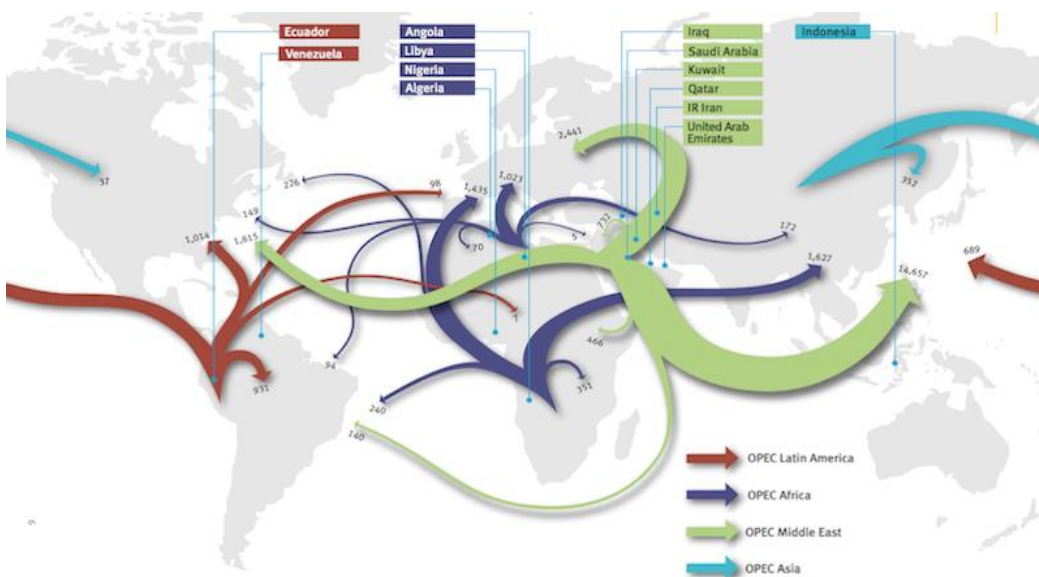 Ecuador
Venezuela
Angola
Libya
Nigeria
Algeria
Iraq
Saudi Arabia
Kuwait
Qatar
IR Iran
United Arab
Emirates
Indonesia
2,441
37
226
98
1,435
1,023
352
149
1,014
1,615
70
5
732
172
1,627
689
14,657
7
466
94
931
351
240
140
OPEC Latin America
OPEC Africa
OPEC Middle East
OPEC Asia